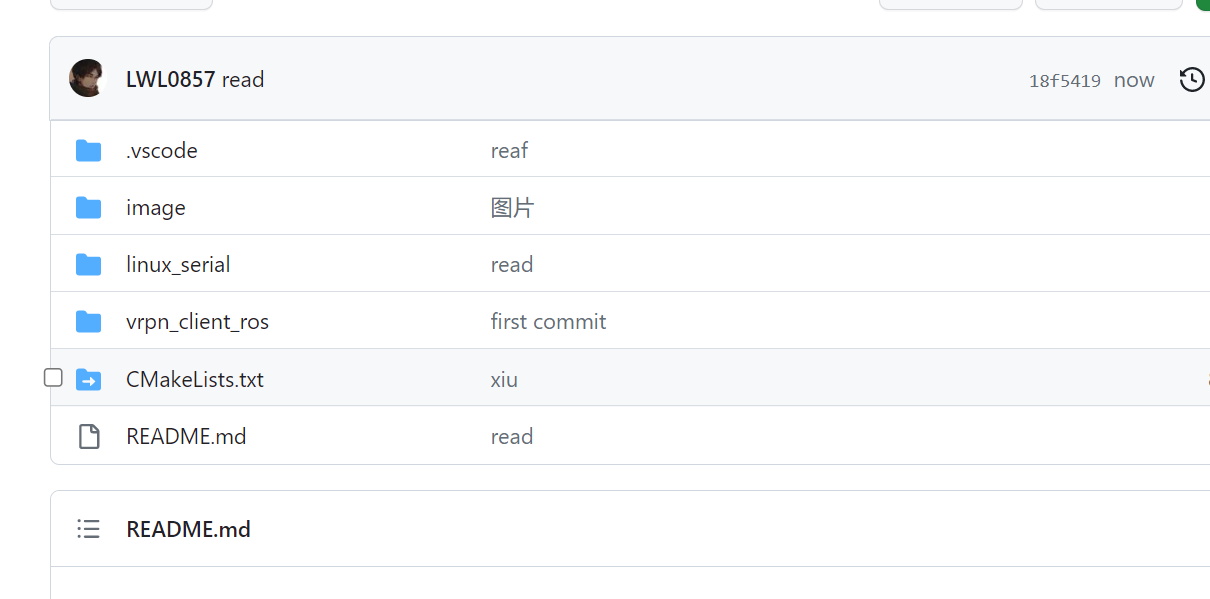 LWL0857 read 18f5419 now
.vscode reaf
image 图片
linux_serial read
vrpn_client_ros first commit
CMakeLists.txt xiu
README.md read
README.md